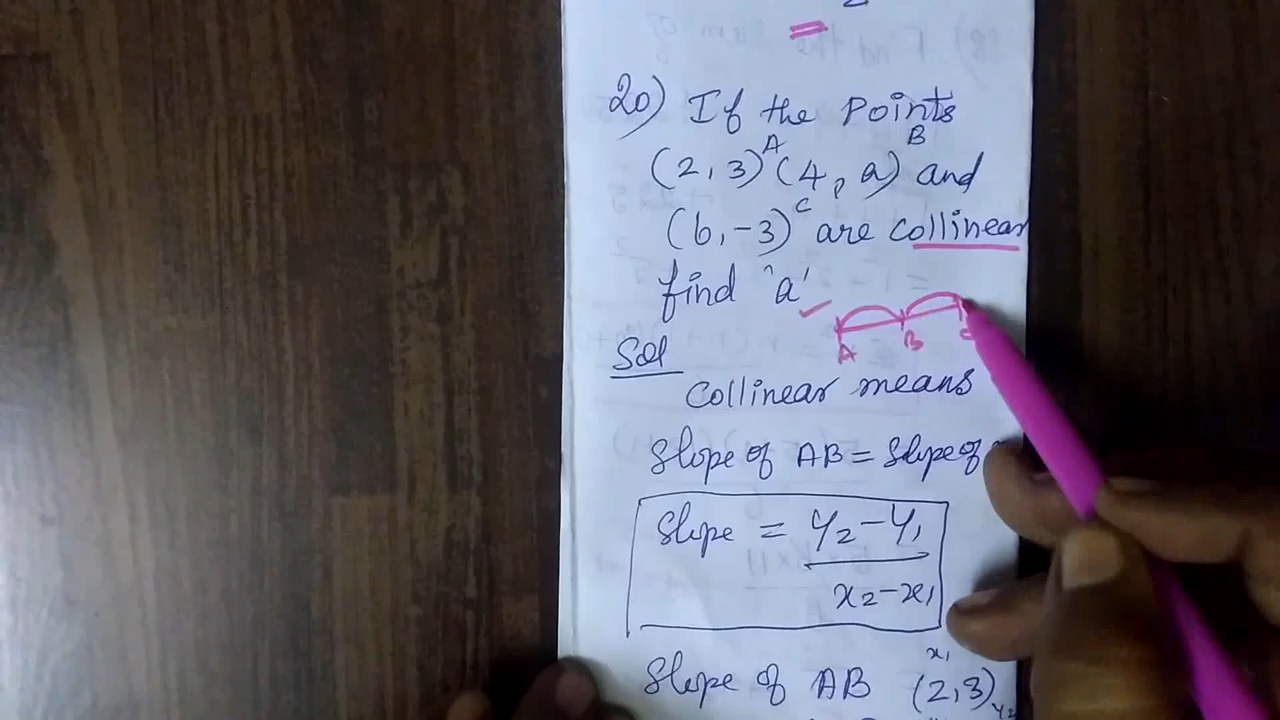 20) If the points
(2, 3) A (4, a) B and
(6, -3) C are collinear
find 'a'
A B
Sol
Collinear means
Slope of AB = Slope of
Slope = y₂ - y₁
x₂ - x₁
Slope of AB (2, 3)
x₁